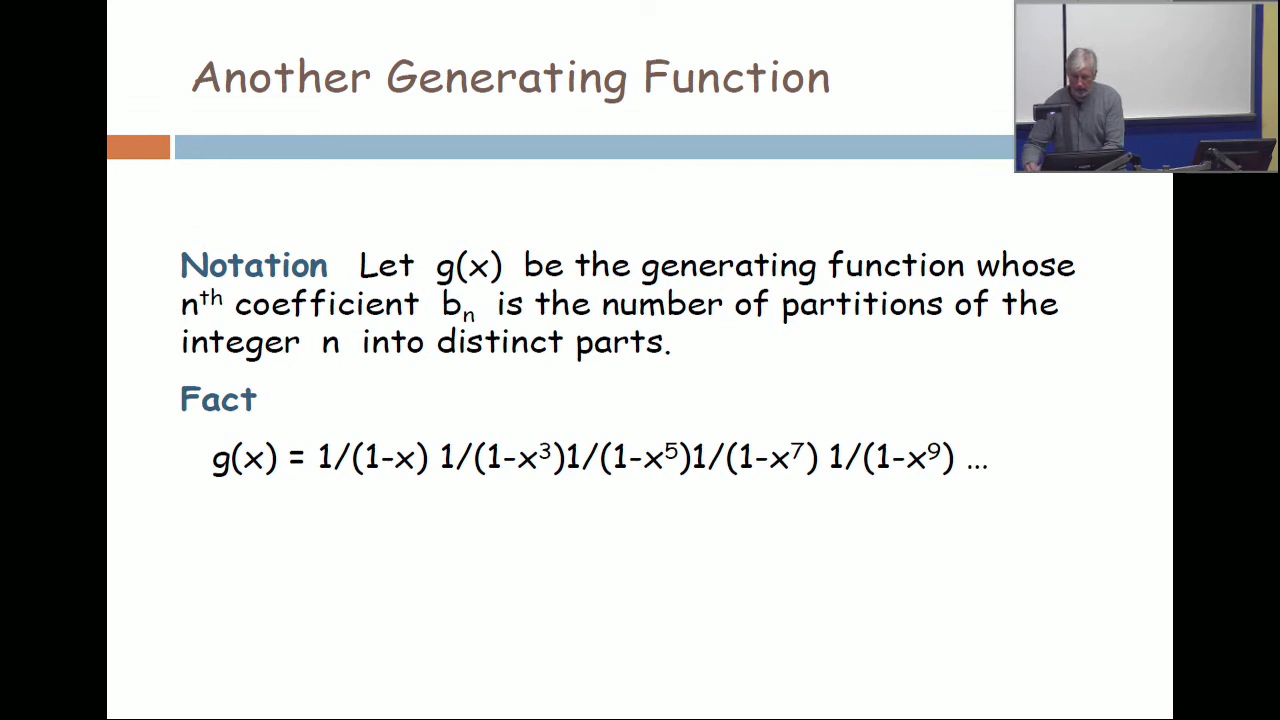 Another Generating Function
Notation Let g(x) be the generating function whose
nᵗʰ coefficient bₙ is the number of partitions of the
integer n into distinct parts.
Fact
g(x) = 1/(1-x) 1/(1-x³)1/(1-x⁵)1/(1-x⁷) 1/(1-x⁹) ...